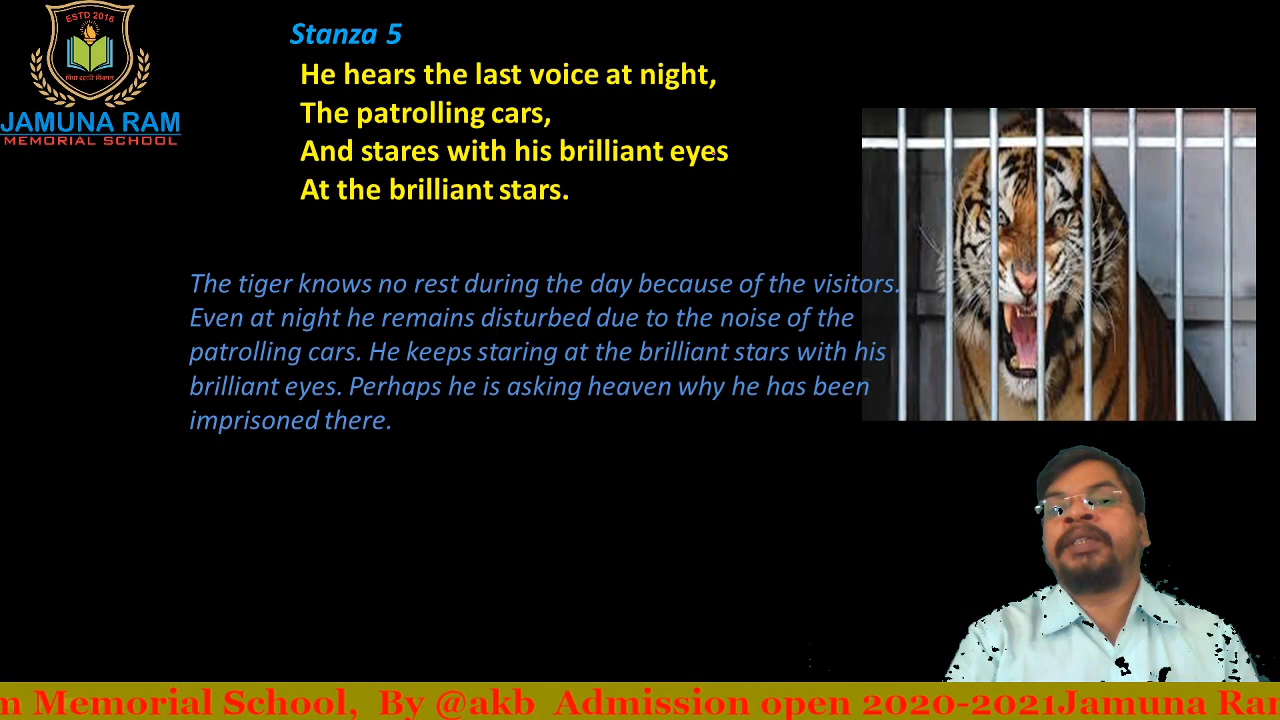 ESTD 2016
JAMUNA RAM
MEMORIAL SCHOOL
Stanza 5
He hears the last voice at night,
The patrolling cars,
And stares with his brilliant eyes
At the brilliant stars.
The tiger knows no rest during the day because of the visitors.
Even at night he remains disturbed due to the noise of the
patrolling cars. He keeps staring at the brilliant stars with his
brilliant eyes. Perhaps he is asking heaven why he has been
imprisoned there.
m Memorial School, By @akb Admission open 2020-2021Jamuna Ra